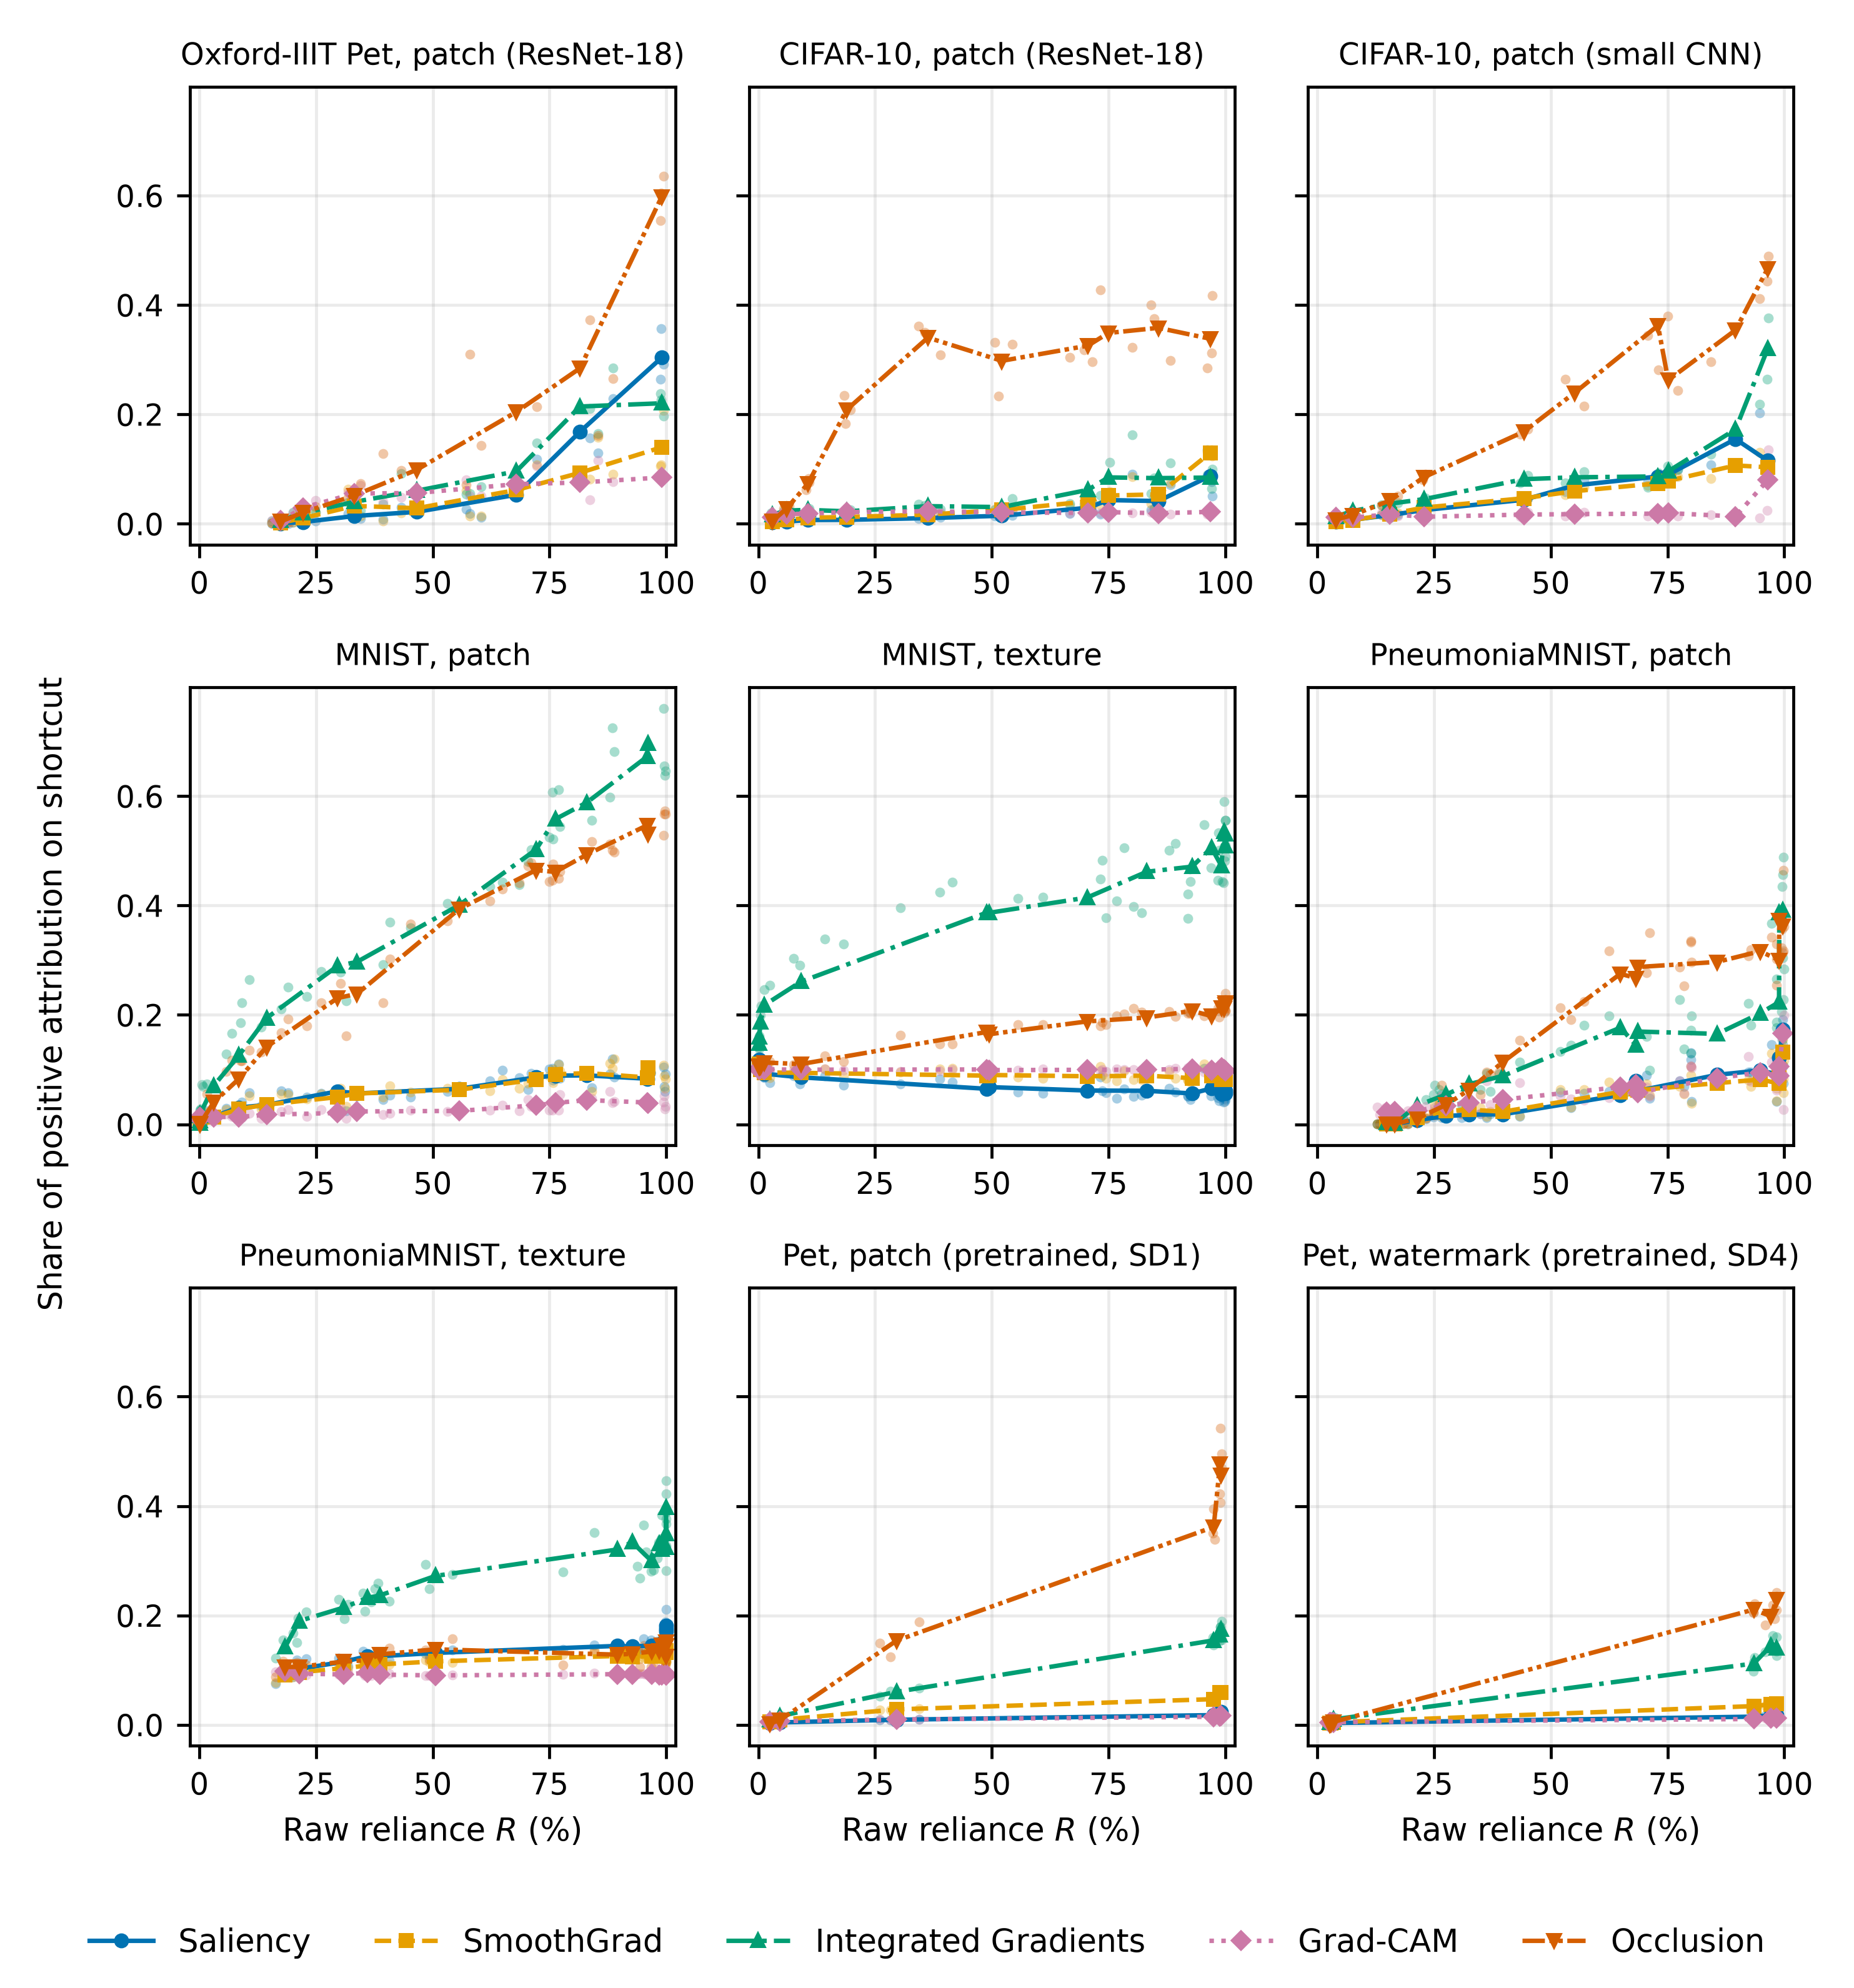 Oxford-IIIT Pet, patch (ResNet-18)
CIFAR-10, patch (ResNet-18)
CIFAR-10, patch (small CNN)
0.6
0.4
0.2
0.0
0 25 50 75 100
0 25 50 75 100
0 25 50 75 100
Share of positive attribution on shortcut
MNIST, patch
MNIST, texture
PneumoniaMNIST, patch
0.6
0.4
0.2
0.0
0 25 50 75 100
0 25 50 75 100
0 25 50 75 100
PneumoniaMNIST, texture
Pet, patch (pretrained, SD1)
Pet, watermark (pretrained, SD4)
0.6
0.4
0.2
0.0
0 25 50 75 100
0 25 50 75 100
0 25 50 75 100
Raw reliance R (%)
Raw reliance R (%)
Raw reliance R (%)
Saliency
SmoothGrad
Integrated Gradients
Grad-CAM
Occlusion